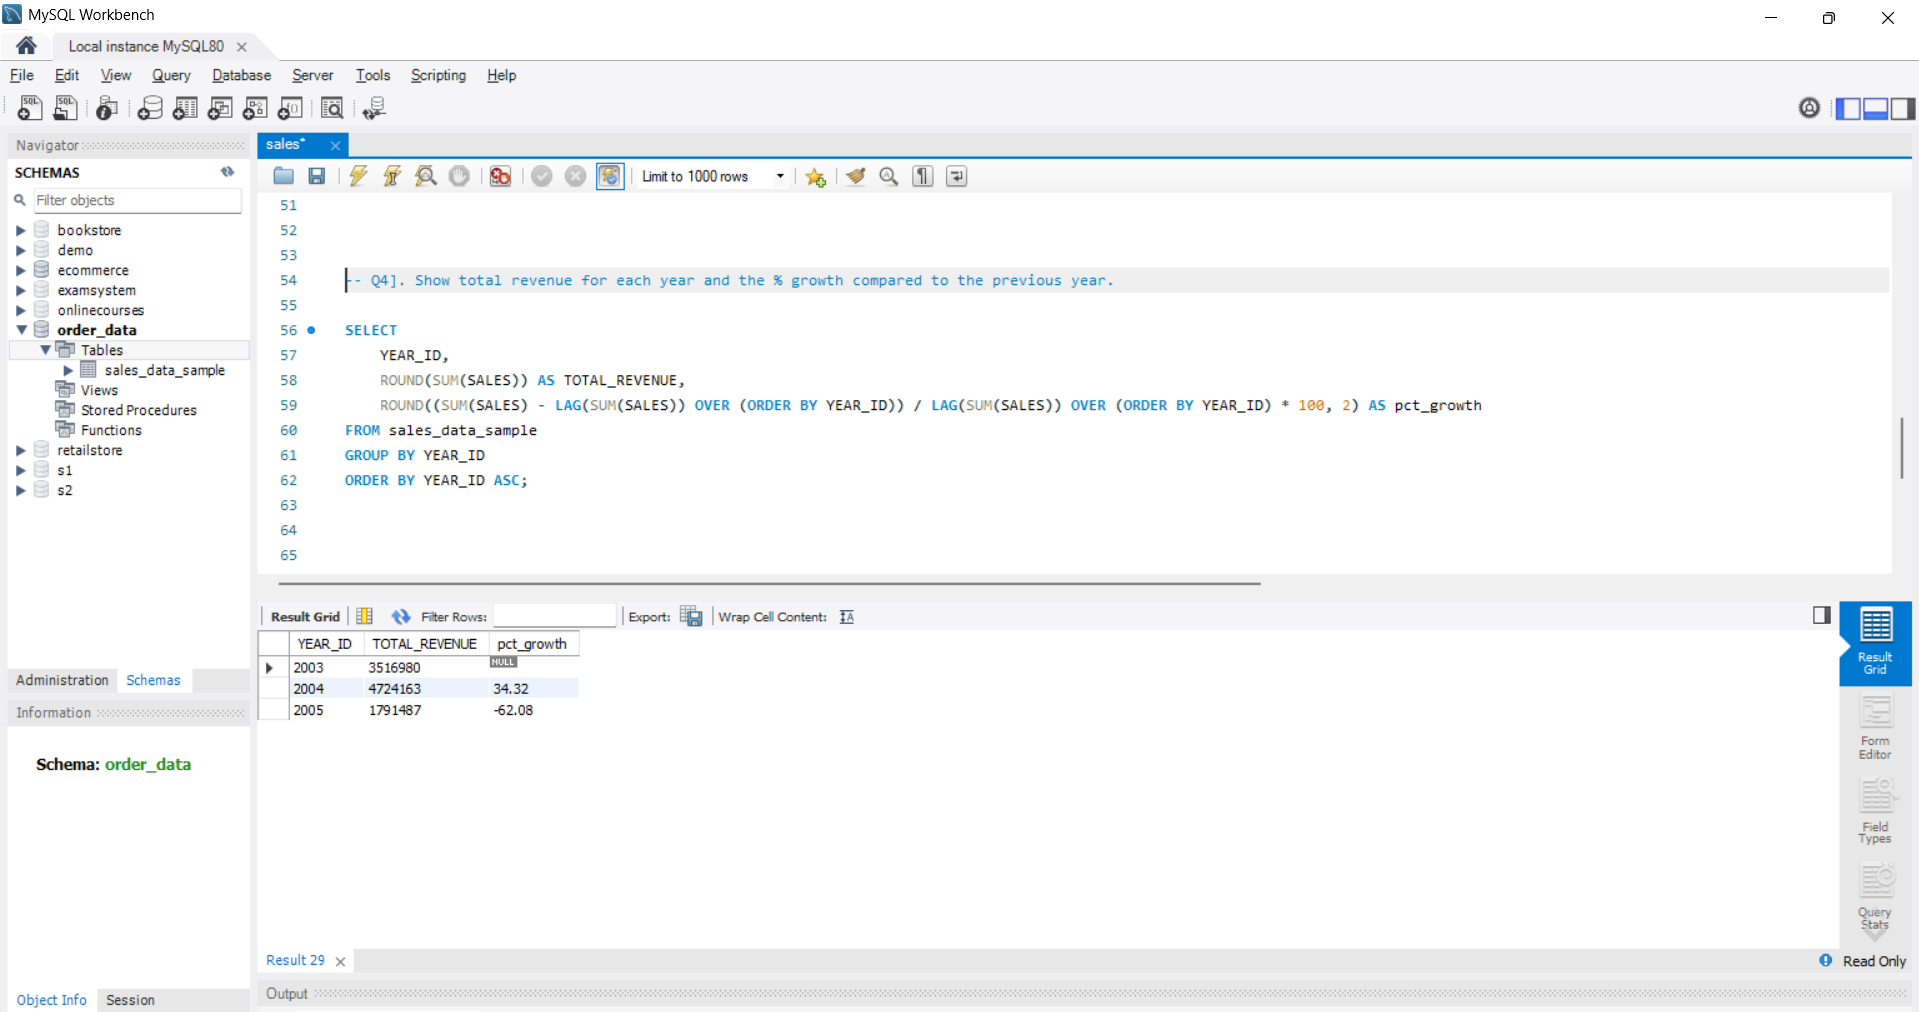 MySQL Workbench
Local instance MySQL80
File Edit View Query Database Server Tools Scripting Help
Navigator
SCHEMAS
Filter objects
bookstore
demo
ecommerce
examsystem
onlinecourses
order_data
Tables
sales_data_sample
Views
Stored Procedures
Functions
retailstore
s1
s2
Administration Schemas
Information
Schema: order_data
Object Info Session
sales*
Limit to 1000 rows
51
52
53
54 -- Q4]. Show total revenue for each year and the % growth compared to the previous year.
55
56 SELECT
57 YEAR_ID,
58 ROUND(SUM(SALES)) AS TOTAL_REVENUE,
59 ROUND((SUM(SALES) - LAG(SUM(SALES)) OVER (ORDER BY YEAR_ID)) / LAG(SUM(SALES)) OVER (ORDER BY YEAR_ID) * 100, 2) AS pct_growth
60 FROM sales_data_sample
61 GROUP BY YEAR_ID
62 ORDER BY YEAR_ID ASC;
63
64
65
Result Grid Filter Rows: Export: Wrap Cell Content:
YEAR_ID TOTAL_REVENUE pct_growth
2003 3516980 NULL
2004 4724163 34.32
2005 1791487 -62.08
Result
Grid
Form
Editor
Field
Types
Query
Stats
Result 29
Read Only
Output